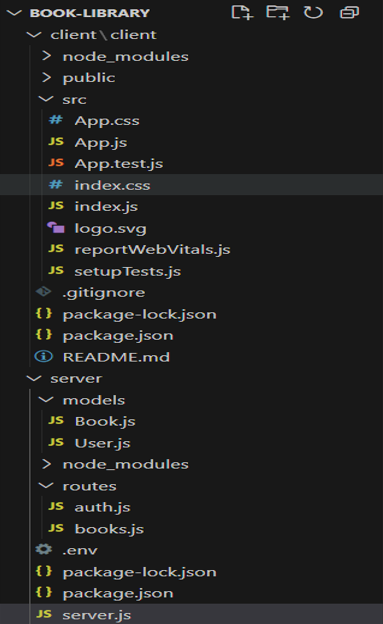 BOOK-LIBRARY
client\client
node_modules
public
src
# App.css
JS App.js
JS App.test.js
# index.css
JS index.js
logo.svg
JS reportWebVitals.js
JS setupTests.js
.gitignore
{} package-lock.json
{} package.json
README.md
server
models
JS Book.js
JS User.js
node_modules
routes
JS auth.js
JS books.js
.env
{} package-lock.json
{} package.json
JS server.js